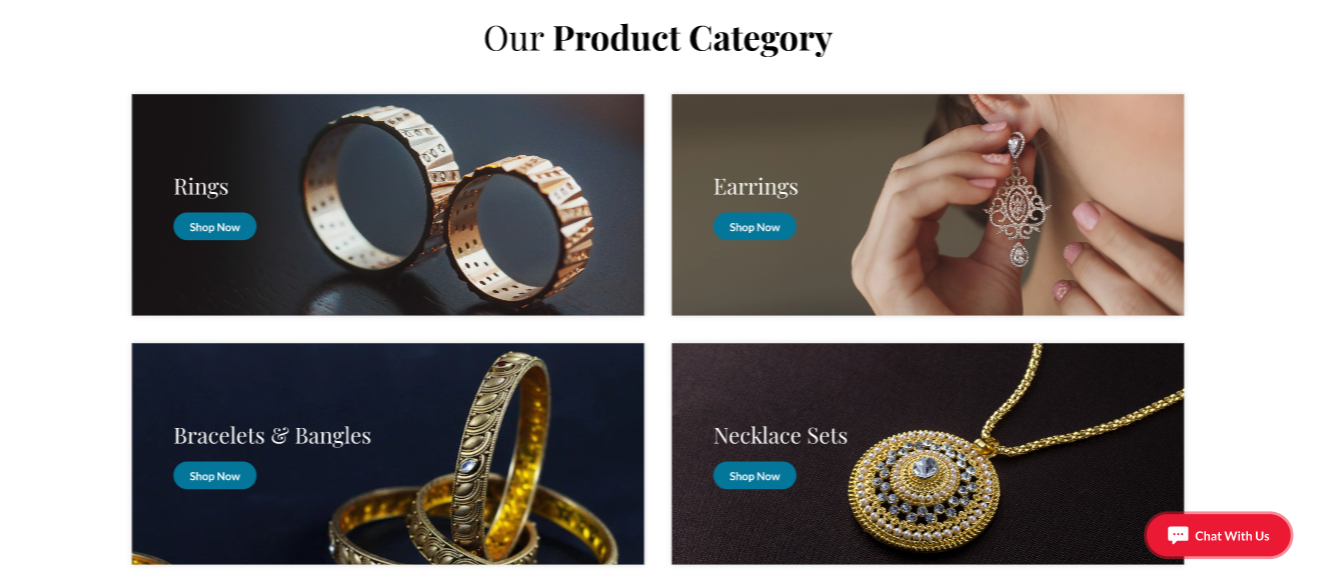 Our Product Category
Rings
Shop Now
Earrings
Shop Now
Bracelets & Bangles
Shop Now
Necklace Sets
Shop Now
Chat With Us